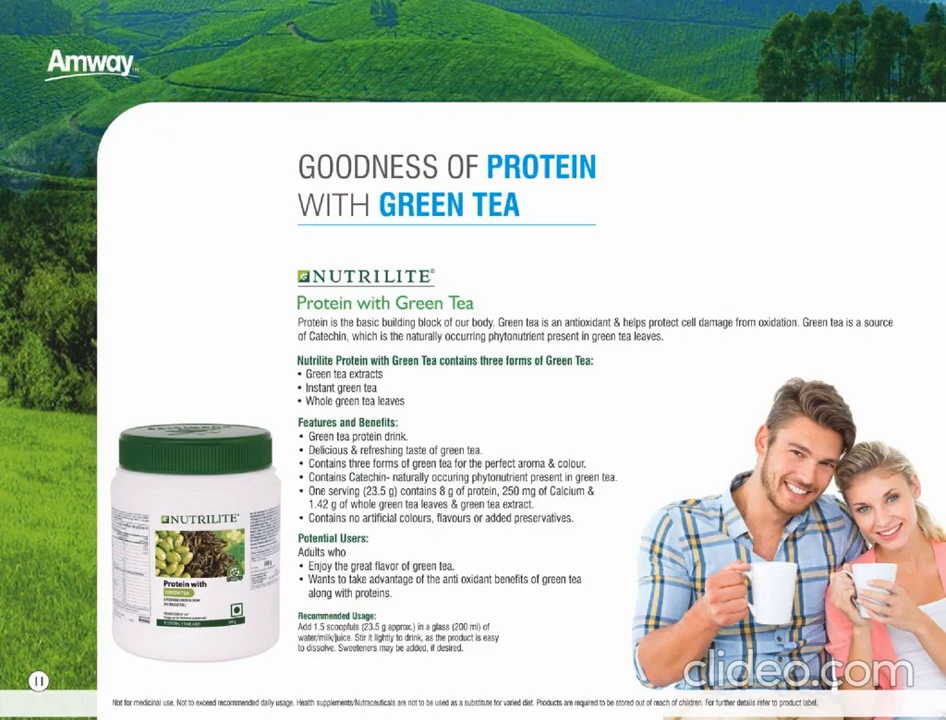 Amway
GOODNESS OF PROTEIN
WITH GREEN TEA
NUTRILITE®
Protein with Green Tea
Protein is the basic building block of our body. Green tea is an antioxidant & helps protect cell damage from oxidation. Green tea is a source
of Catechin, which is the naturally occurring phytonutrient present in green tea leaves.
Nutrilite Protein with Green Tea contains three forms of Green Tea:
• Green tea extracts
• Instant green tea
• Whole green tea leaves
Features and Benefits:
• Green tea protein drink.
• Delicious & refreshing taste of green tea.
• Contains three forms of green tea for the perfect aroma & colour.
• Contains Catechin- naturally occuring phytonutrient present in green tea.
• One serving (23.5 g) contains 8 g of protein, 250 mg of Calcium &
1.42 g of whole green tea leaves & green tea extract.
• Contains no artificial colours, flavours or added preservatives.
Potential Users:
Adults who
• Enjoy the great flavor of green tea.
• Wants to take advantage of the anti oxidant benefits of green tea
along with proteins.
Recommended Usage:
Add 1.5 scoopfuls (23.5 g approx.) in a glass (200 ml) of
water/milk/juice. Stir it lightly to drink, as the product is easy
to dissolve. Sweeteners may be added, if desired.
NUTRILITE
Protein with
GREEN TEA
11
clideo.com
Not for medicinal use. Not to exceed recommended daily usage. Health supplements/Nutraceuticals are not to be used as a substitute for varied diet. Products are required to be stored out of reach of children. For further details refer to product label.